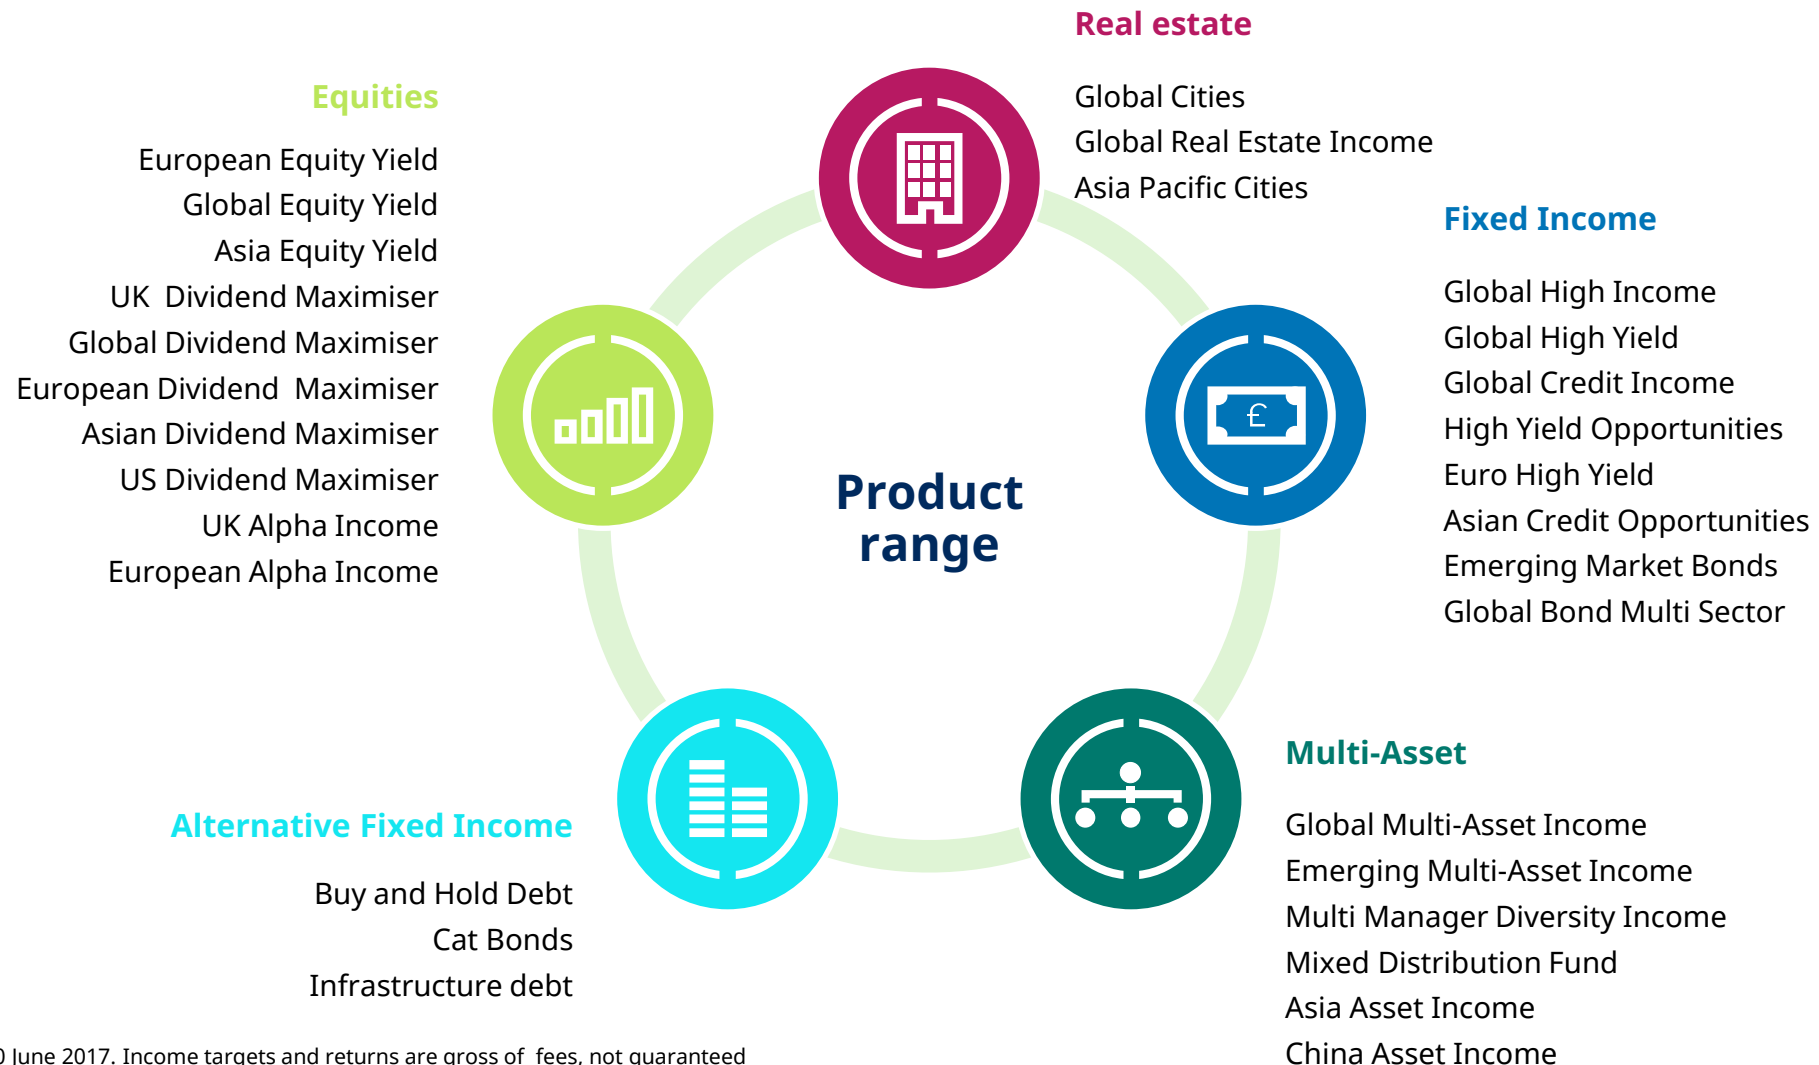 Real estate
Global Cities
Global Real Estate Income
Asia Pacific Cities
Equities
European Equity Yield
Global Equity Yield
Asia Equity Yield
UK  Dividend Maximiser
Global Dividend Maximiser
European Dividend  Maximiser
Asian Dividend Maximiser
US Dividend Maximiser
UK Alpha Income
European Alpha Income
Fixed Income
Global High Income
Global High Yield
Global Credit Income
High Yield Opportunities
Euro High Yield
Asian Credit Opportunities
Emerging Market Bonds
Global Bond Multi Sector
£
Product
range
Alternative Fixed Income
Buy and Hold Debt
Cat Bonds
Infrastructure debt
Multi-Asset
Global Multi-Asset Income
Emerging Multi-Asset Income
Multi Manager Diversity Income
Mixed Distribution Fund
Asia Asset Income
China Asset Income
0 June 2017. Income targets and returns are gross of  fees, not guaranteed